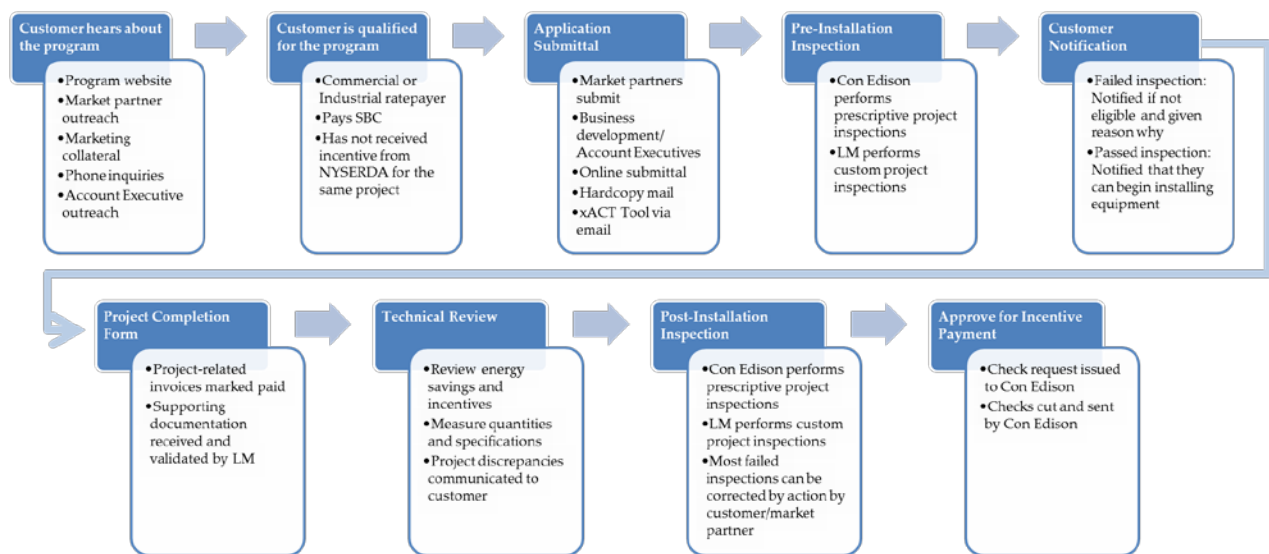 Customer hears about
the program
•Program website
•Market partner
outreach
•Marketing
collateral
•Phone inquiries
•Account Executive
outreach
Customer is qualified
for the program
•Commercial or
Industrial ratepayer
•Pays SBC
•Has not received
incentive from
NYSERDA for the
same project
Application
Submittal
•Market partners
submit
•Business
development/
Account Executives
•Online submittal
•Hardcopy mail
•xACT Tool via
email
Pre-Installation
Inspection
•Con Edison
performs
prescriptive project
inspections
•LM performs
custom project
inspections
Customer
Notification
•Failed inspection:
Notified if not
eligible and given
reason why
•Passed inspection:
Notified that they
can begin installing
equipment
Project Completion
Form
•Project-related
invoices marked paid
•Supporting
documentation
received and
validated by LM
Technical Review
•Review energy
savings and
incentives
•Measure quantities
and specifications
•Project discrepancies
communicated to
customer
Post-Installation
Inspection
•Con Edison performs
prescriptive project
inspections
•LM performs custom
project inspections
•Most failed
inspections can be
corrected by action by
customer/market
partner
Approve for Incentive
Payment
•Check request issued
to Con Edison
•Checks cut and sent
by Con Edison